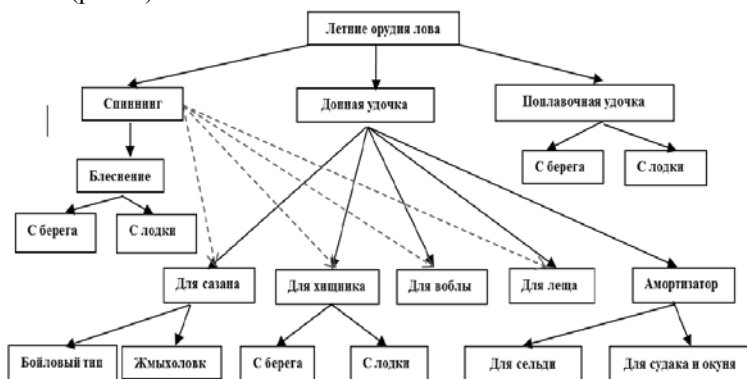 Летние орудия лова
Спиннинг
Донная удочка
Поплавочная удочка
Блеснение
С берега
С лодки
С берега
С лодки
Для сазана
Для хищника
Для воблы
Для леща
Амортизатор
Бойловый тип
Жмыхоловк
С берега
С лодки
Для сельди
Для судака и окуня